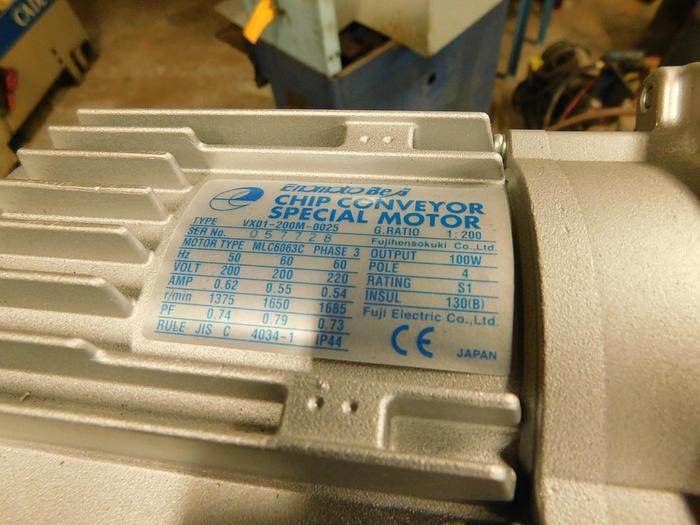 Enomoto BeA
CHIP CONVEYOR
SPECIAL MOTOR
TYPE VX01-200M-0025 G.RATIO 1:200
SER No. 057728 Fujihensokuki Co.,Ltd.
MOTOR TYPE MLC6063C PHASE 3 OUTPUT 100W
Hz 50 60 60 POLE 4
VOLT 200 200 220 RATING S1
AMP 0.62 0.55 0.54 INSUL 130(B)
r/min 1375 1650 1685 Fuji Electric Co.,Ltd.
PF 0.74 0.79 0.73
RULE JIS C 4034-1 IP44 CE JAPAN